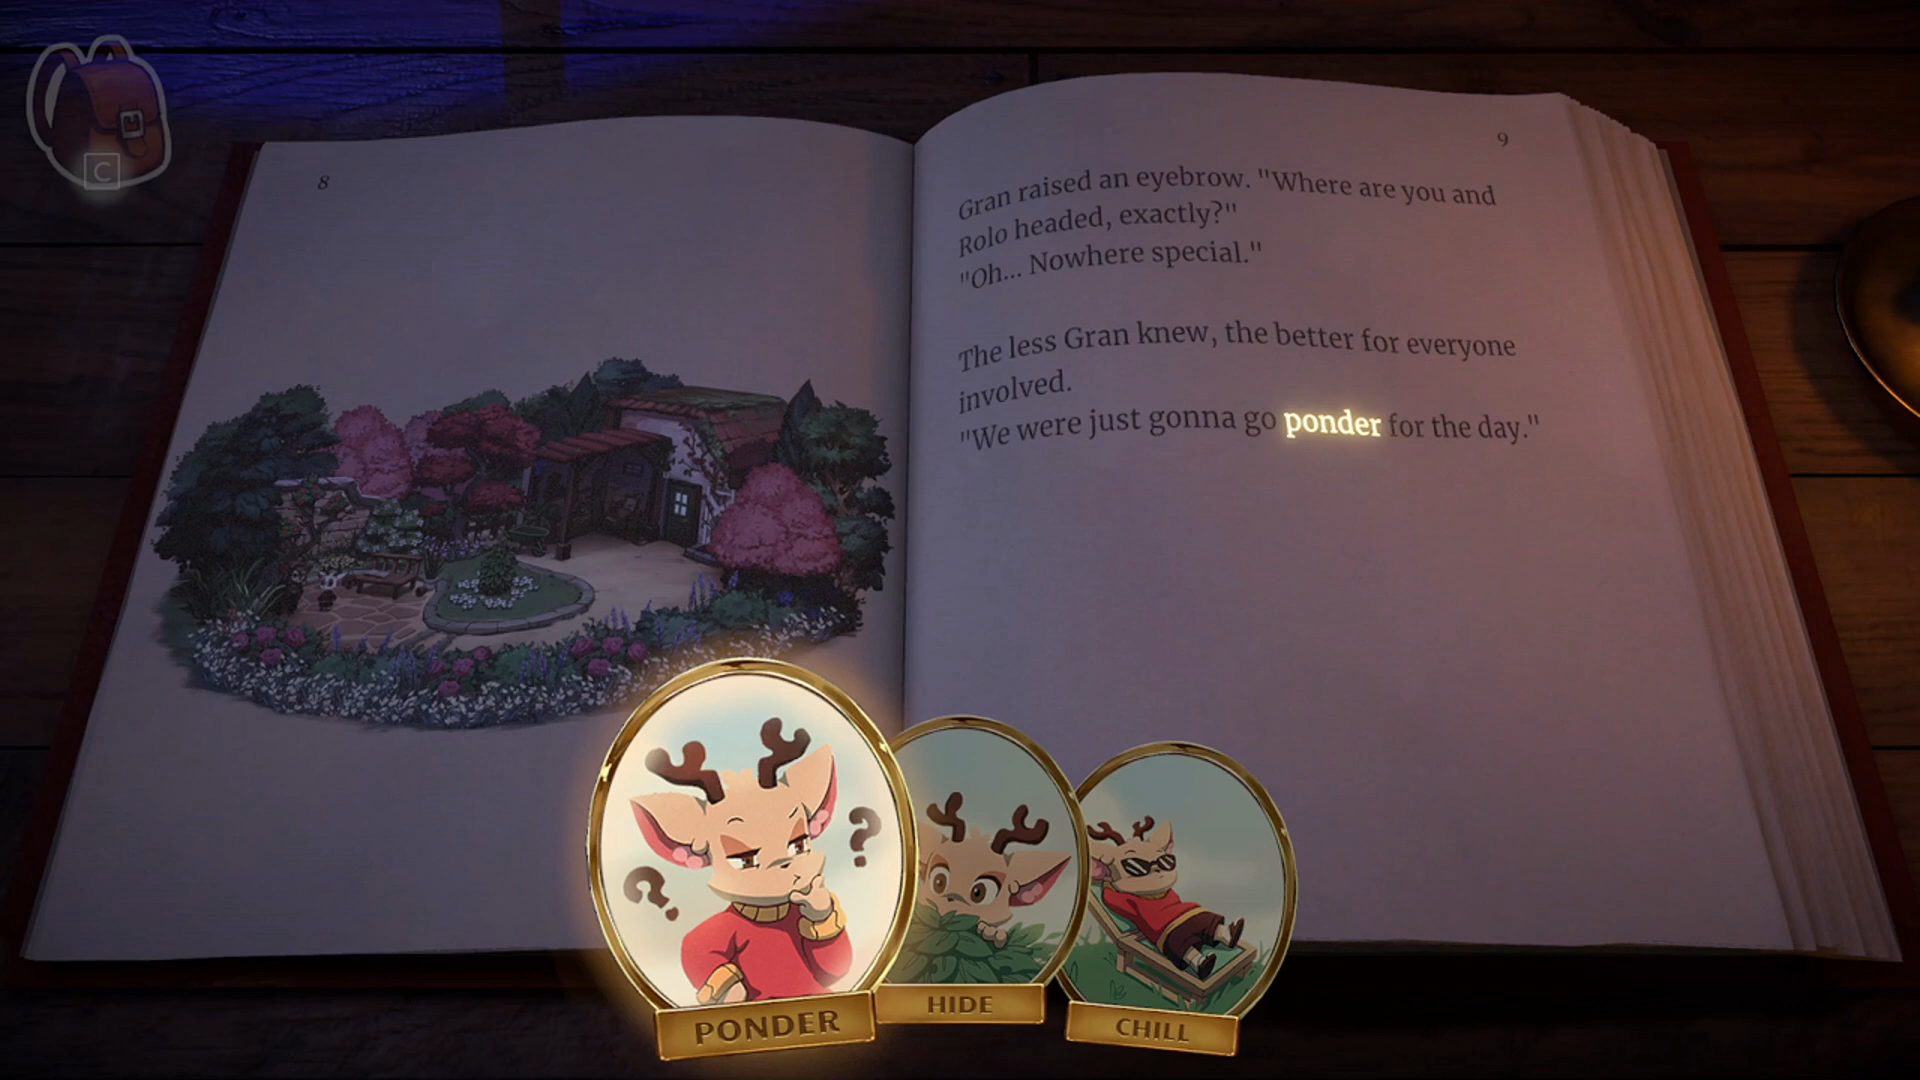 C
8
9
Gran raised an eyebrow. "Where are you and
Rolo headed, exactly?"
"Oh... Nowhere special."
The less Gran knew, the better for everyone
involved.
"We were just gonna go ponder for the day."
PONDER
HIDE
CHILL